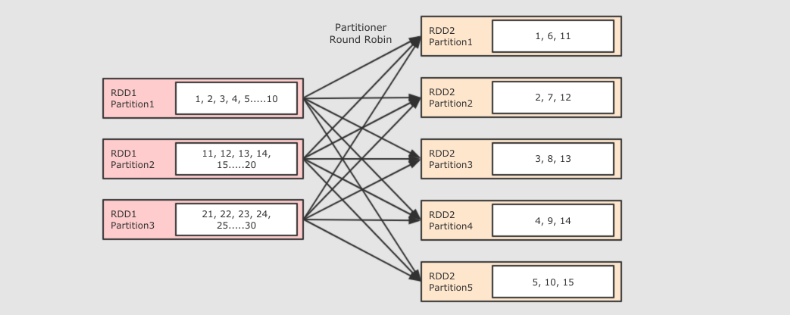 Partitioner
Round Robin
RDD1
Partition1
1, 2, 3, 4, 5.....10
RDD1
Partition2
11, 12, 13, 14,
15.....20
RDD1
Partition3
21, 22, 23, 24,
25.....30
RDD2
Partition1
1, 6, 11
RDD2
Partition2
2, 7, 12
RDD2
Partition3
3, 8, 13
RDD2
Partition4
4, 9, 14
RDD2
Partition5
5, 10, 15